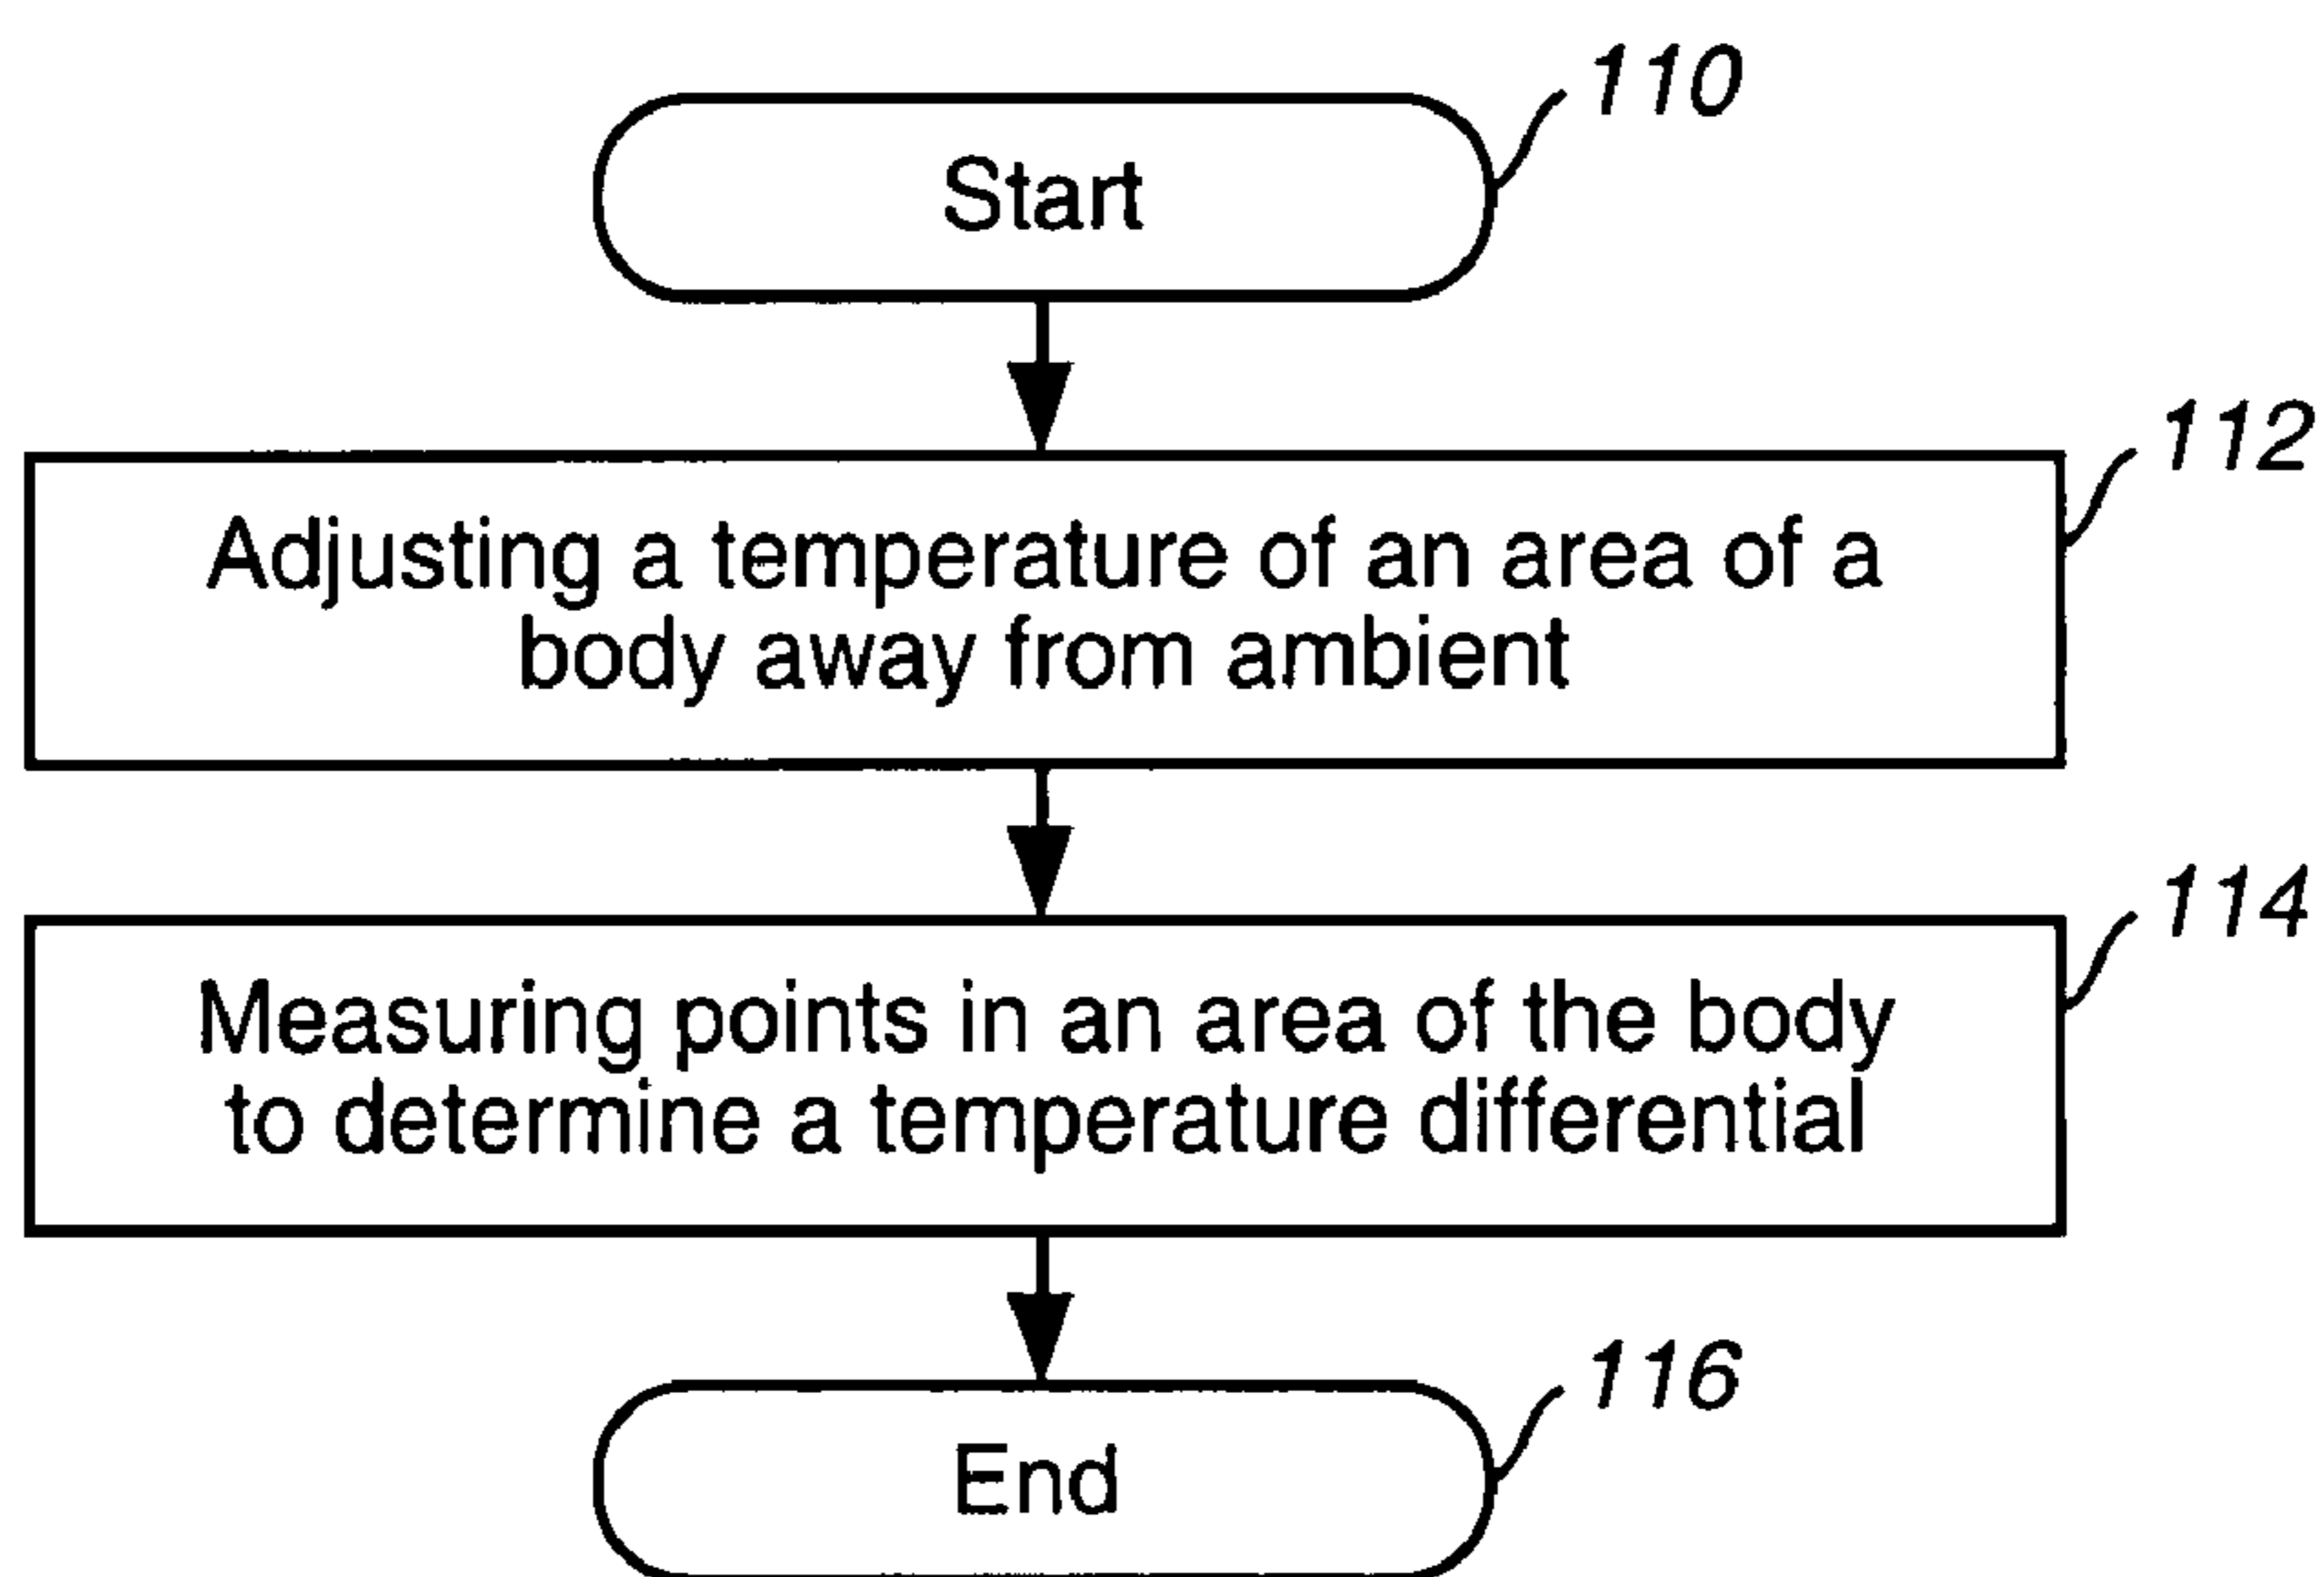 110
Start
112
Adjusting a temperature of an area of a
body away from ambient
114
Measuring points in an area of the body
to determine a temperature differential
116
End